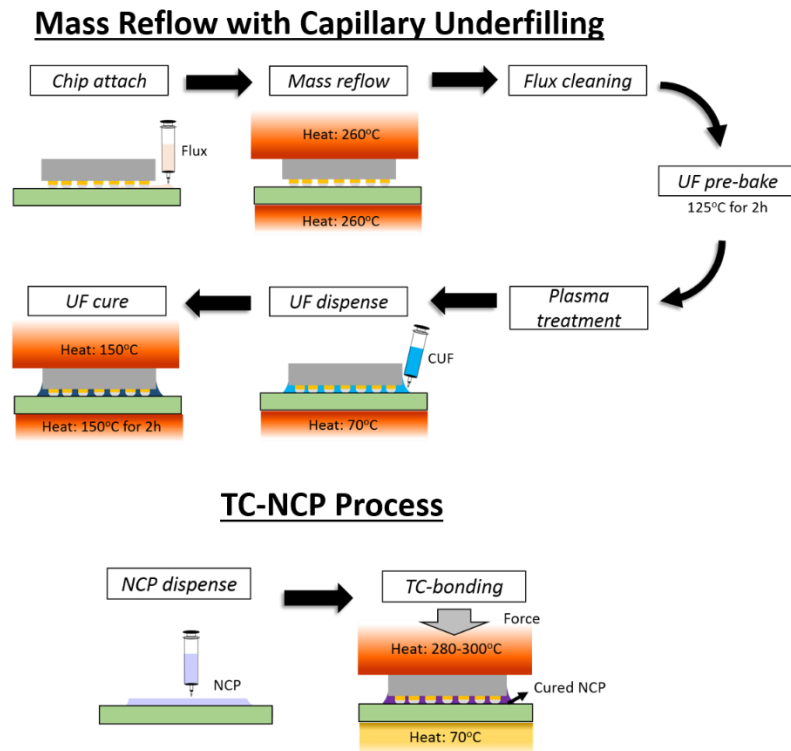 Mass Reflow with Capillary Underfilling
Chip attach
Mass reflow
Flux cleaning
Flux
Heat: 260°C
Heat: 260°C
UF pre-bake
125°C for 2h
UF cure
UF dispense
Plasma
treatment
Heat: 150°C
CUF
Heat: 150°C for 2h
Heat: 70°C
TC-NCP Process
NCP dispense
TC-bonding
Force
Heat: 280-300°C
NCP
Cured NCP
Heat: 70°C